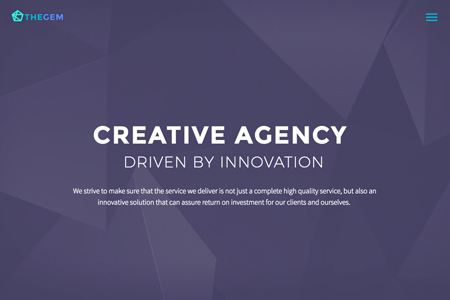 THEGEM
CREATIVE AGENCY
DRIVEN BY INNOVATION
We strive to make sure that the service we deliver is not just a complete high quality service, but also an
innovative solution that can assure return on investment for our clients and ourselves.